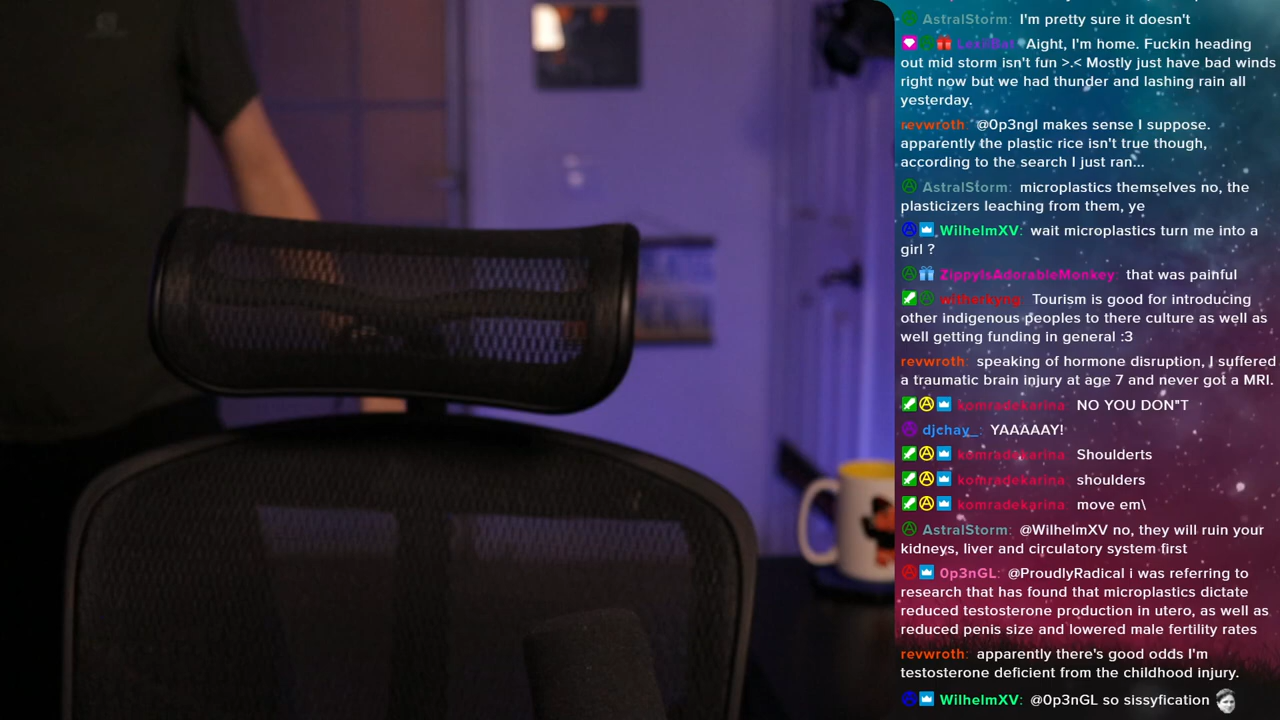 AstralStorm: I'm pretty sure it doesn't
LexilBat: Aight, I'm home. Fuckin heading
out mid storm isn't fun >.< Mostly just have bad winds
right now but we had thunder and lashing rain all
yesterday.
revwroth: @0p3ngl makes sense I suppose.
apparently the plastic rice isn't true though,
according to the search I just ran...
AstralStorm: microplastics themselves no, the
plasticizers leaching from them, ye
WilhelmXV: wait microplastics turn me into a
girl ?
ZippyIsAdorableMonkey: that was painful
witharkyng: Tourism is good for introducing
other indigenous peoples to there culture as well as
well getting funding in general :3
revwroth: speaking of hormone disruption, I suffered
a traumatic brain injury at age 7 and never got a MRI.
komradekarina: NO YOU DON"T
djchay_: YAAAAAY!
komradekarina: Shoulderts
komradekarina: shoulders
komradekarina: move em\
AstralStorm: @WilhelmXV no, they will ruin your
kidneys, liver and circulatory system first
0p3nGL: @ProudlyRadical i was referring to
research that has found that microplastics dictate
reduced testosterone production in utero, as well as
reduced penis size and lowered male fertility rates
revwroth: apparently there's good odds I'm
testosterone deficient from the childhood injury.
WilhelmXV: @0p3nGL so sissyfication